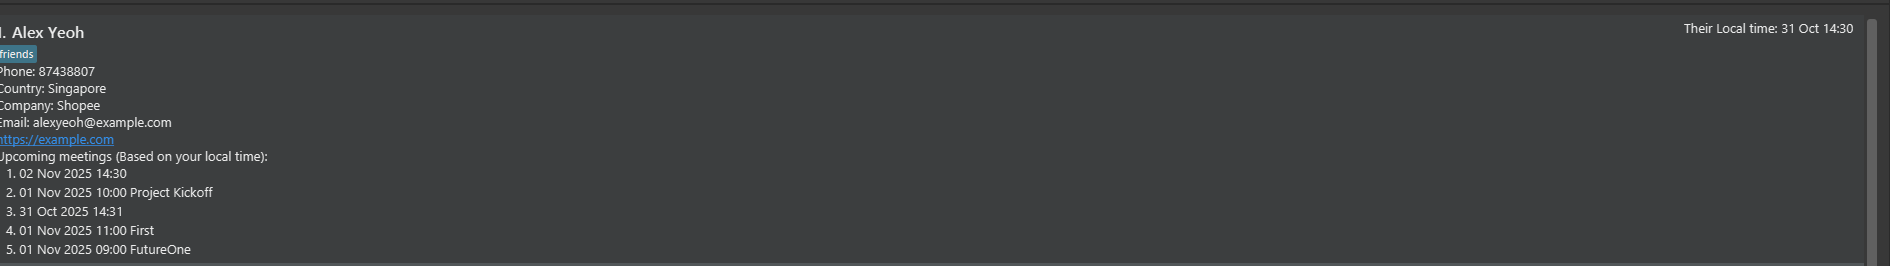 . Alex Yeoh
Their Local time: 31 Oct 14:30
friends
Phone: 87438807
Country: Singapore
Company: Shopee
Email: alexyeoh@example.com
https://example.com
Upcoming meetings (Based on your local time):
1. 02 Nov 2025 14:30
2. 01 Nov 2025 10:00 Project Kickoff
3. 31 Oct 2025 14:31
4. 01 Nov 2025 11:00 First
5. 01 Nov 2025 09:00 FutureOne